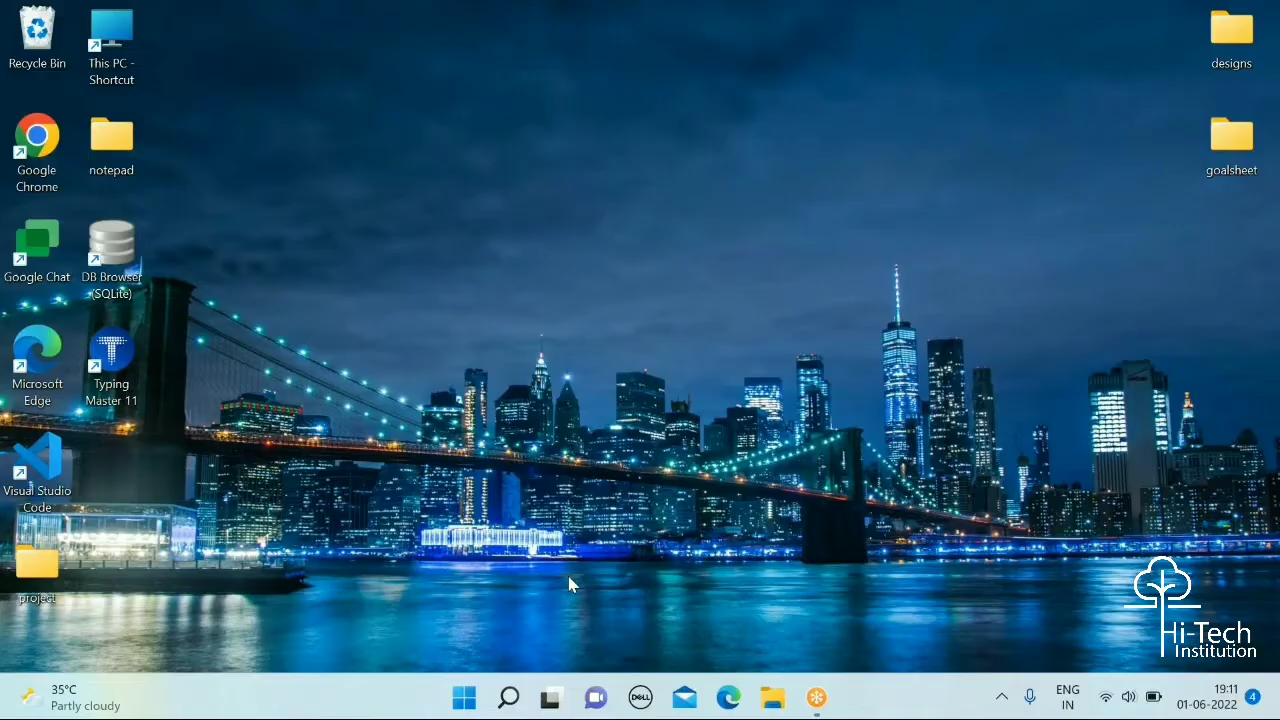 Recycle Bin
This PC -
Shortcut
designs
Google
Chrome
notepad
goalsheet
Google Chat
DB Browser
(SQLite)
Microsoft
Edge
Typing
Master 11
Visual Studio
Code
project
Hi-Tech
Institution
35°C
Partly cloudy
DELL
ENG
IN
19:11
01-06-2022
4